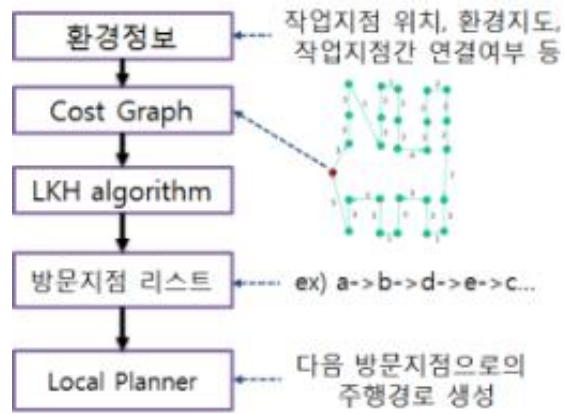 환경정보
작업지점 위치, 환경지도,
작업지점간 연결여부 등
Cost Graph
LKH algorithm
방문지점 리스트
ex) a->b->d->e->c...
Local Planner
다음 방문지점으로의
주행경로 생성